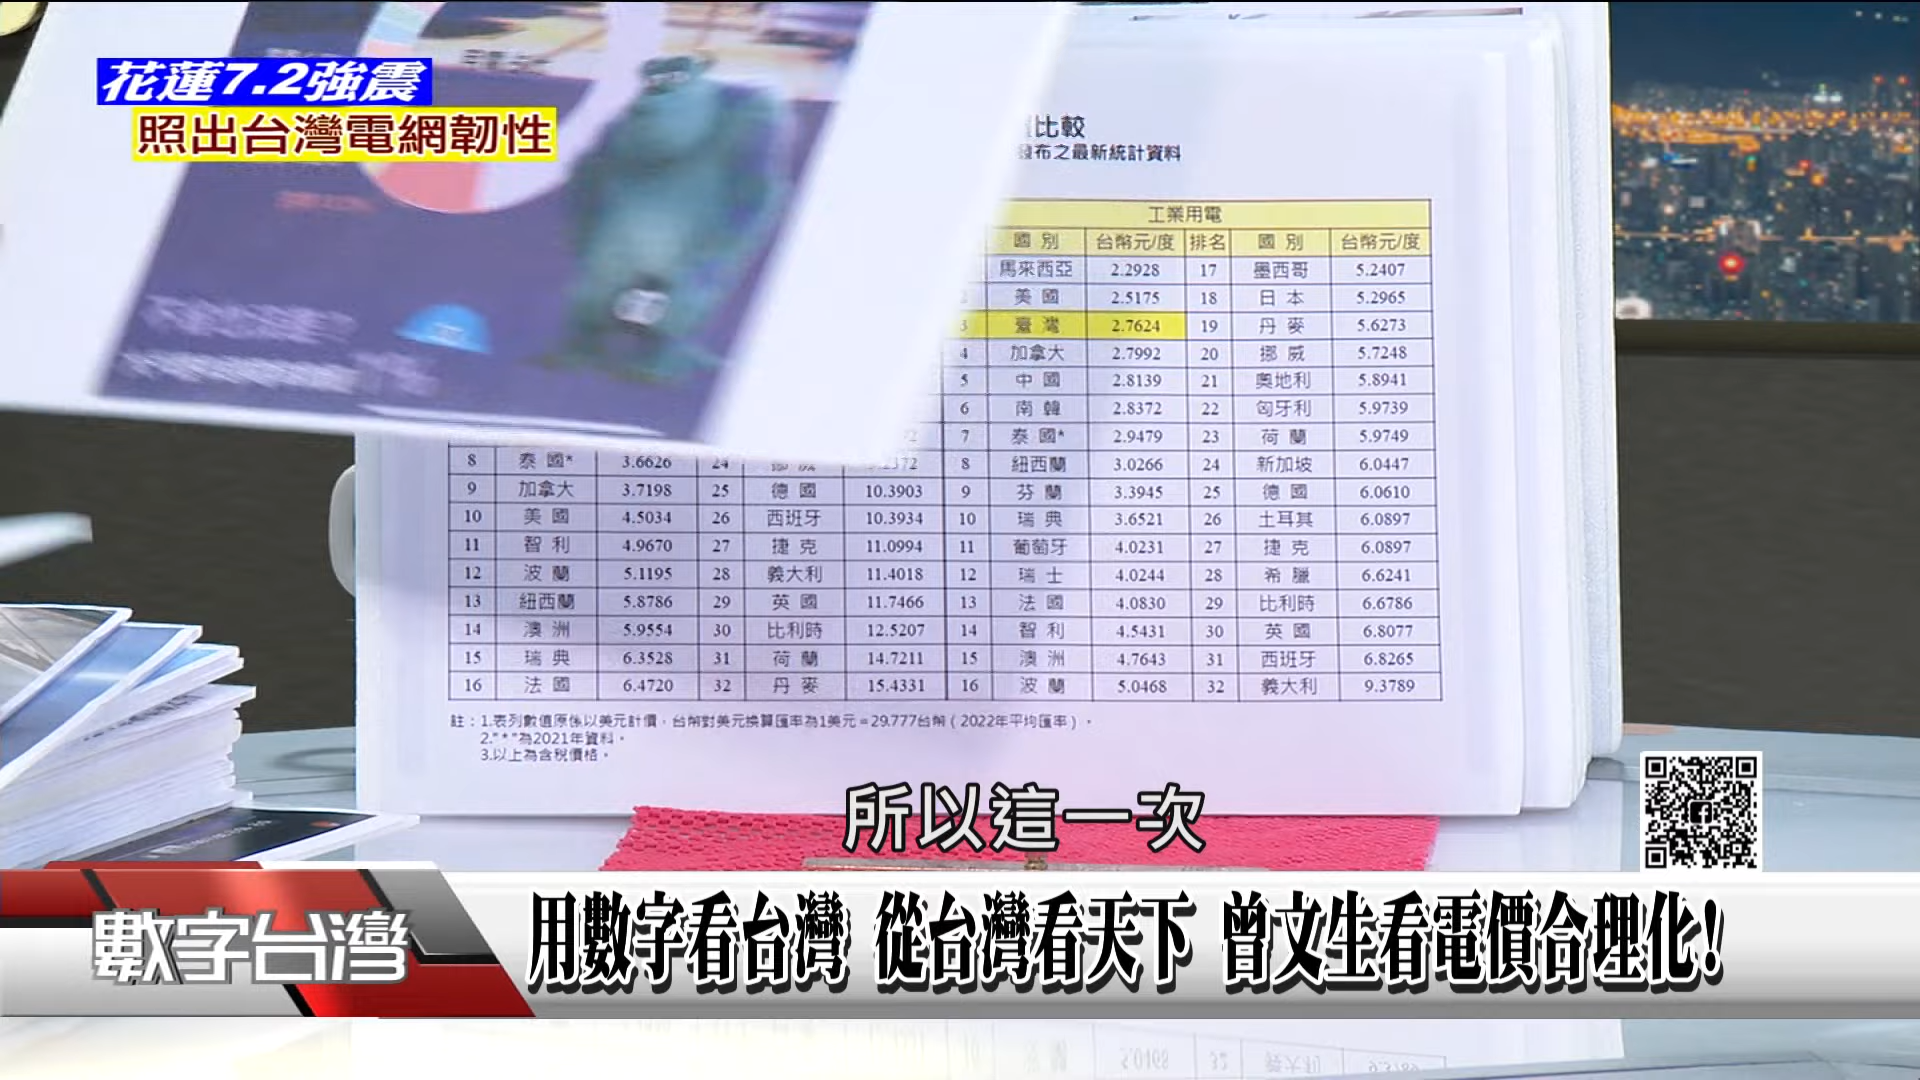 花蓮7.2強震
照出台灣電網韌性
比較
發布之最新統計資料
工業用電
國別 台幣元/度 排名 國別 台幣元/度
馬來西亞 2.2928 17 墨西哥 5.2407
美國 2.5175 18 日本 5.2965
3 臺灣 2.7624 19 丹麥 5.6273
4 加拿大 2.7992 20 挪威 5.7248
5 中國 2.8139 21 奧地利 5.8941
6 南韓 2.8372 22 匈牙利 5.9739
7 泰國* 2.9479 23 荷蘭 5.9749
8 泰國* 3.6626 24 8 紐西蘭 3.0266 24 新加坡 6.0447
9 加拿大 3.7198 25 德國 10.3903 9 芬蘭 3.3945 25 德國 6.0610
10 美國 4.5034 26 西班牙 10.3934 10 瑞典 3.6521 26 土耳其 6.0897
11 智利 4.9670 27 捷克 11.0994 11 葡萄牙 4.0231 27 捷克 6.0897
12 波蘭 5.1195 28 義大利 11.4018 12 瑞士 4.0244 28 希臘 6.6241
13 紐西蘭 5.8786 29 英國 11.7466 13 法國 4.0830 29 比利時 6.6786
14 澳洲 5.9554 30 比利時 12.5207 14 智利 4.5431 30 英國 6.8077
15 瑞典 6.3528 31 荷蘭 14.7211 15 澳洲 4.7643 31 西班牙 6.8265
16 法國 6.4720 32 丹麥 15.4331 16 波蘭 5.0468 32 義大利 9.3789
註：1.表列數值原係以美元計價，台幣對美元換算匯率為1美元＝29.777台幣（2022年平均匯率）。
2."*"為2021年資料。
3.以上為含稅價格。
所以這一次
數字台灣
用數字看台灣 從台灣看天下 曾文生看電價合理化!